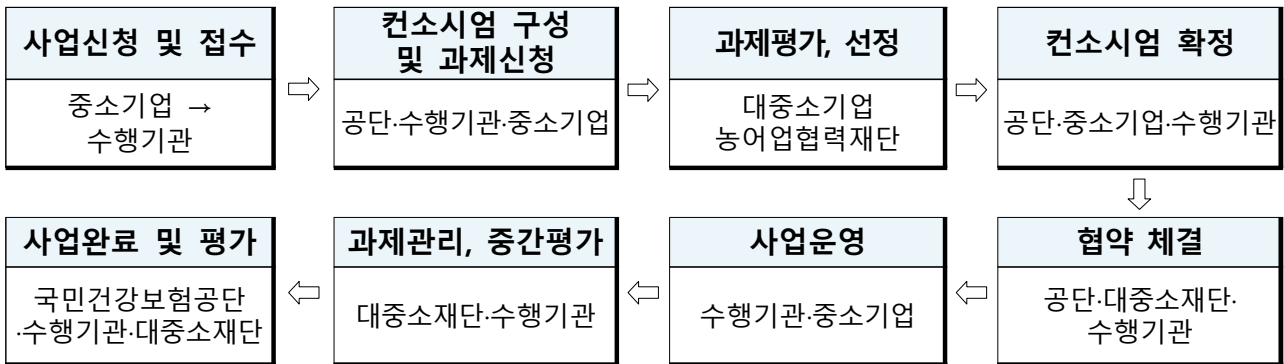 사업신청 및 접수
중소기업 →
수행기관
컨소시엄 구성
및 과제신청
공단·수행기관·중소기업
과제평가, 선정
대중소기업
농어업협력재단
컨소시엄 확정
공단·중소기업·수행기관
협약 체결
공단·대중소재단·
수행기관
사업운영
수행기관·중소기업
과제관리, 중간평가
대중소재단·수행기관
사업완료 및 평가
국민건강보험공단
·수행기관·대중소재단